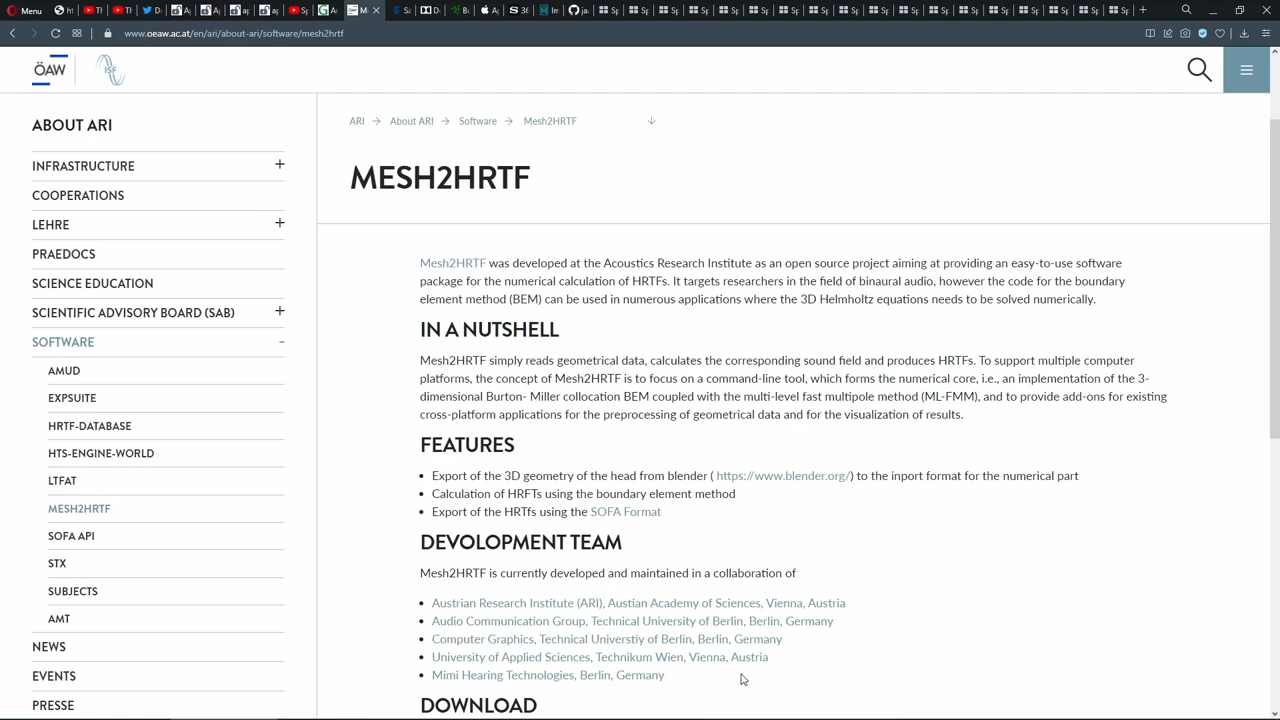 Menu
www.oeaw.ac.at/en/ari/about-ari/software/mesh2hrtf
ÖAW
ISF
ABOUT ARI
INFRASTRUCTURE
COOPERATIONS
LEHRE
PRAEDOCS
SCIENCE EDUCATION
SCIENTIFIC ADVISORY BOARD (SAB)
SOFTWARE
AMUD
EXPSUITE
HRTF-DATABASE
HTS-ENGINE-WORLD
LTFAT
MESH2HRTF
SOFA API
STX
SUBJECTS
AMT
NEWS
EVENTS
PRESSE
ARI → About ARI → Software → Mesh2HRTF
MESH2HRTF
Mesh2HRTF was developed at the Acoustics Research Institute as an open source project aiming at providing an easy-to-use software
package for the numerical calculation of HRTFs. It targets researchers in the field of binaural audio, however the code for the boundary
element method (BEM) can be used in numerous applications where the 3D Helmholtz equations needs to be solved numerically.
IN A NUTSHELL
Mesh2HRTF simply reads geometrical data, calculates the corresponding sound field and produces HRTFs. To support multiple computer
platforms, the concept of Mesh2HRTF is to focus on a command-line tool, which forms the numerical core, i.e., an implementation of the 3-
dimensional Burton- Miller collocation BEM coupled with the multi-level fast multipole method (ML-FMM), and to provide add-ons for existing
cross-platform applications for the preprocessing of geometrical data and for the visualization of results.
FEATURES
• Export of the 3D geometry of the head from blender ( https://www.blender.org/) to the inport format for the numerical part
• Calculation of HRFTs using the boundary element method
• Export of the HRTfs using the SOFA Format
DEVOLOPMENT TEAM
Mesh2HRTF is currently developed and maintained in a collaboration of
• Austrian Research Institute (ARI), Austian Academy of Sciences, Vienna, Austria
• Audio Communication Group, Technical University of Berlin, Berlin, Germany
• Computer Graphics, Technical Universtiy of Berlin, Berlin, Germany
• University of Applied Sciences, Technikum Wien, Vienna, Austria
• Mimi Hearing Technologies, Berlin, Germany
DOWNLOAD